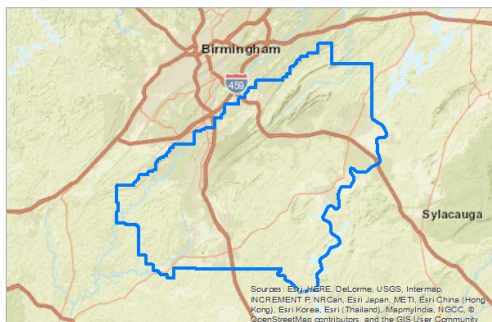 Birmingham
459
Sylacauga
Sources: Esri, HERE, DeLorme, USGS, Intermap,
INCREMENT P, NRCan, Esri Japan, METI, Esri China (Hong
Kong), Esri Korea, Esri (Thailand), MapmyIndia, NGCC, ©
OpenStreetMap contributors, and the GIS User Community